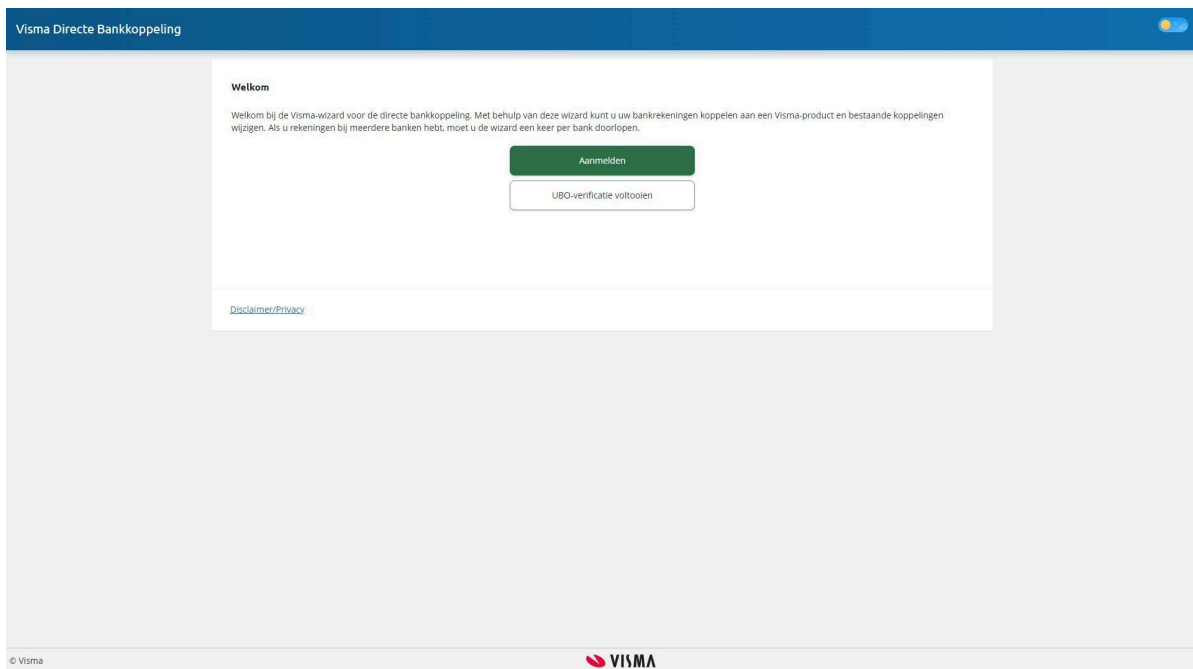 Visma Directe Bankkoppeling
Welkom
Welkom bij de Visma-wizard voor de directe bankkoppeling. Met behulp van deze wizard kunt u uw bankrekeningen koppelen aan een Visma-product en bestaande koppelingen
wijzigen. Als u rekeningen bij meerdere banken hebt, moet u de wizard een keer per bank doorlopen.
Aanmelden
UBO-verificatie voltooien
Disclaimer/Privacy
© Visma
VISMA